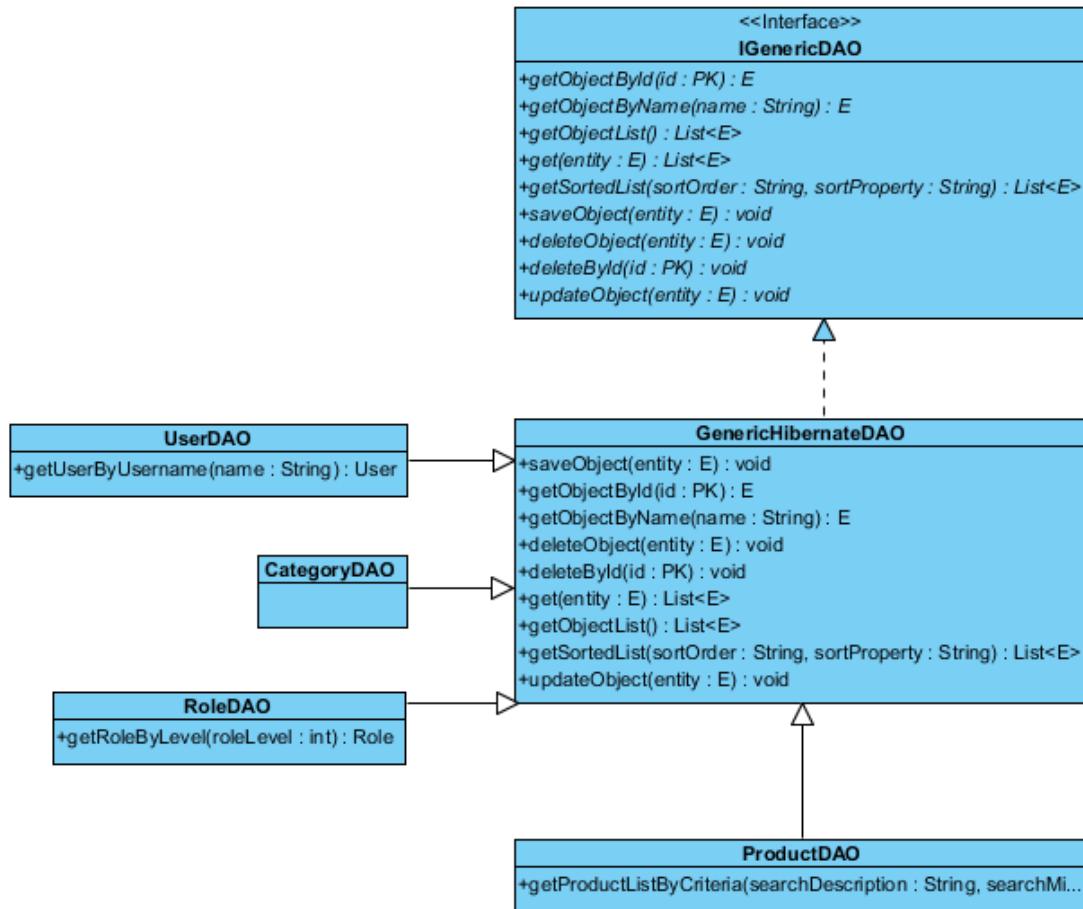 <<Interface>>
IGenericDAO
+getObjectById(id : PK) : E
+getObjectByName(name : String) : E
+getObjectList() : List<E>
+get(entity : E) : List<E>
+getSortedList(sortOrder : String, sortProperty : String) : List<E>
+saveObject(entity : E) : void
+deleteObject(entity : E) : void
+deleteById(id : PK) : void
+updateObject(entity : E) : void
UserDAO
+getUserByUsername(name : String) : User
CategoryDAO
RoleDAO
+getRoleByLevel(roleLevel : int) : Role
GenericHibernateDAO
+saveObject(entity : E) : void
+getObjectById(id : PK) : E
+getObjectByName(name : String) : E
+deleteObject(entity : E) : void
+deleteById(id : PK) : void
+get(entity : E) : List<E>
+getObjectList() : List<E>
+getSortedList(sortOrder : String, sortProperty : String) : List<E>
+updateObject(entity : E) : void
ProductDAO
+getProductListByCriteria(searchDescription : String, searchMi...